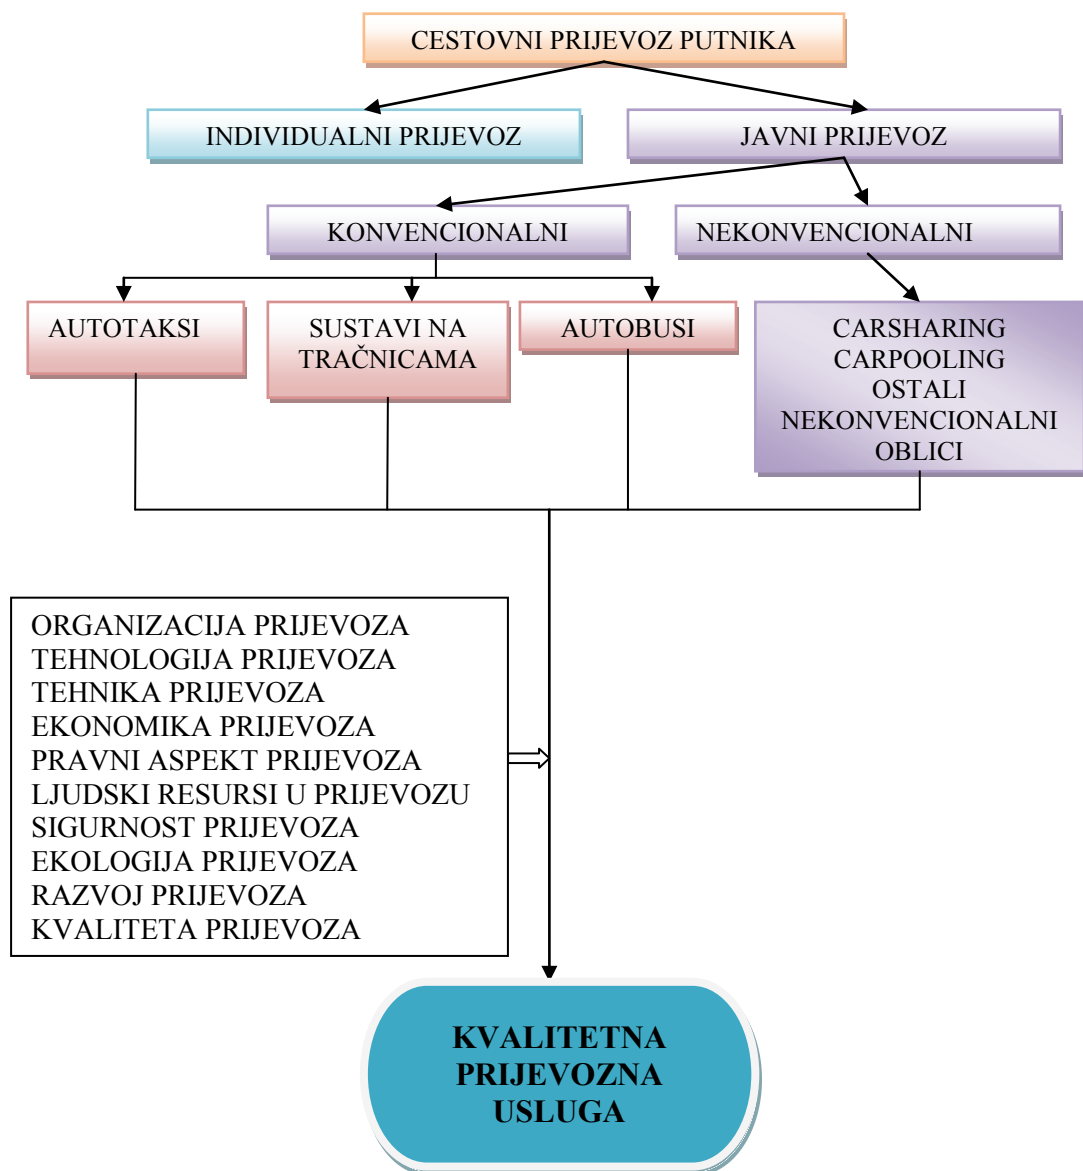 CESTOVNI PRIJEVOZ PUTNIKA
INDIVIDUALNI PRIJEVOZ
JAVNI PRIJEVOZ
KONVENCIONALNI
NEKONVENCIONALNI
AUTOTAKSI
SUSTAVI NA
TRAČNICAMA
AUTOBUSI
CARSHARING
CARPOOLING
OSTALI
NEKONVENCIONALNI
OBLICI
ORGANIZACIJA PRIJEVOZA
TEHNOLOGIJA PRIJEVOZA
TEHNIKA PRIJEVOZA
EKONOMIKA PRIJEVOZA
PRAVNI ASPEKT PRIJEVOZA
LJUDSKI RESURSI U PRIJEVOZU
SIGURNOST PRIJEVOZA
EKOLOGIJA PRIJEVOZA
RAZVOJ PRIJEVOZA
KVALITETA PRIJEVOZA
KVALITETNA
PRIJEVOZNA
USLUGA